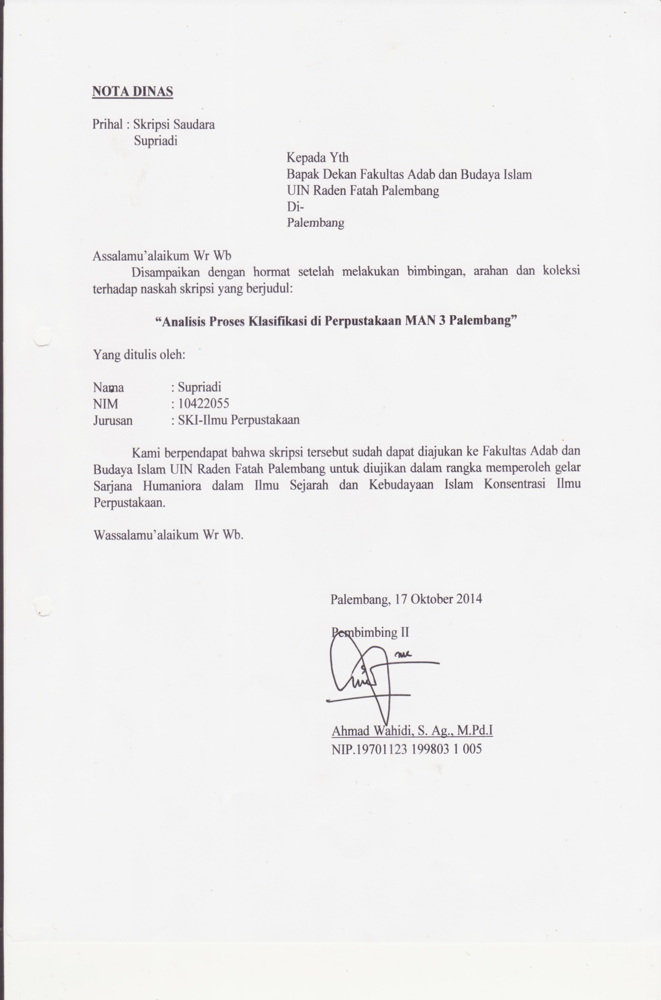 NOTA DINAS
Prihal : Skripsi Saudara
Supriadi
Kepada Yth
Bapak Dekan Fakultas Adab dan Budaya Islam
UIN Raden Fatah Palembang
Di-
Palembang
Assalamu’alaikum Wr Wb
Disampaikan dengan hormat setelah melakukan bimbingan, arahan dan koleksi
terhadap naskah skripsi yang berjudul:
“Analisis Proses Klasifikasi di Perpustakaan MAN 3 Palembang”
Yang ditulis oleh:
Nama : Supriadi
NIM : 10422055
Jurusan : SKI-Ilmu Perpustakaan
Kami berpendapat bahwa skripsi tersebut sudah dapat diajukan ke Fakultas Adab dan
Budaya Islam UIN Raden Fatah Palembang untuk diujikan dalam rangka memperoleh gelar
Sarjana Humaniora dalam Ilmu Sejarah dan Kebudayaan Islam Konsentrasi Ilmu
Perpustakaan.
Wassalamu’alaikum Wr Wb.
Palembang, 17 Oktober 2014
Pembimbing II
Ahmad Wahidi, S. Ag., M.Pd.I
NIP.19701123 199803 1 005